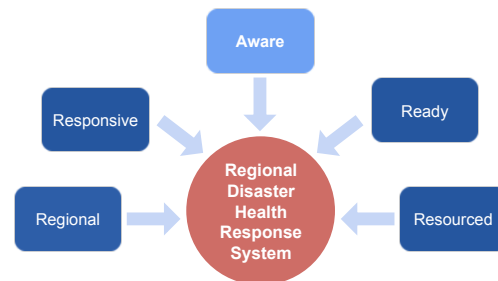 Aware
Responsive
Ready
Regional
Disaster
Health
Response
System
Regional
Resourced